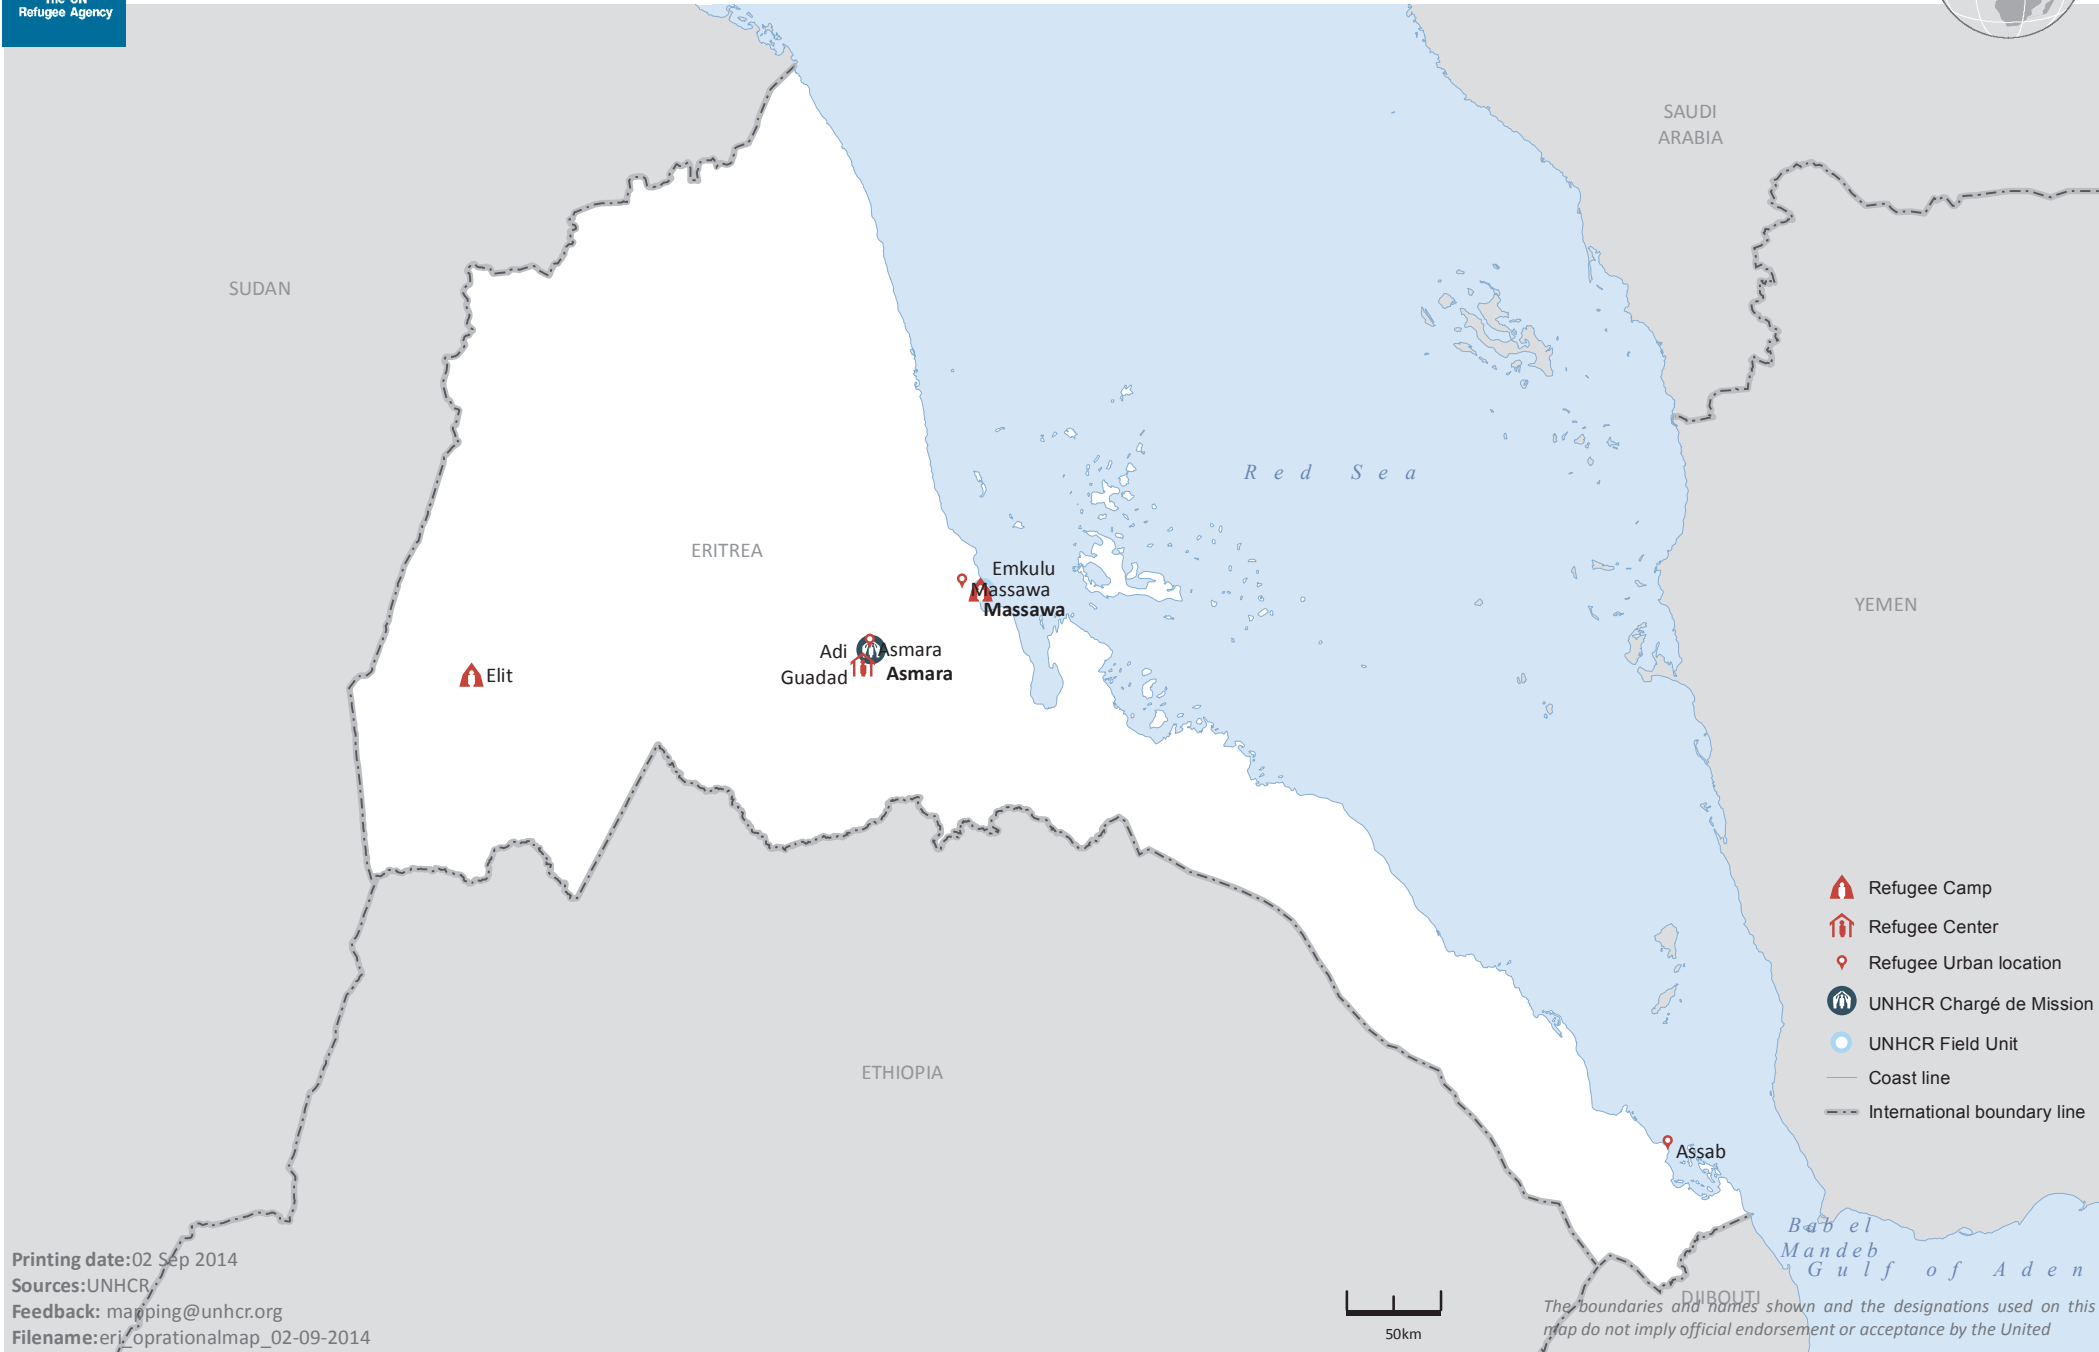 The UN
Refugee Agency
SAUDI
ARABIA
SUDAN
Red Sea
ERITREA
Emkulu
Massawa
Massawa
YEMEN
Adi
Guadad
Asmara
Asmara
Elit
Refugee Camp
Refugee Center
Refugee Urban location
UNHCR Chargé de Mission
UNHCR Field Unit
Coast line
International boundary line
ETHIOPIA
Assab
Bab el
Mandeb
Gulf of Aden
DJIBOUTI
Printing date:02 Sep 2014
Sources:UNHCR
Feedback: mapping@unhcr.org
Filename:eri_oprationalmap_02-09-2014
50km
The boundaries and names shown and the designations used on this
map do not imply official endorsement or acceptance by the United